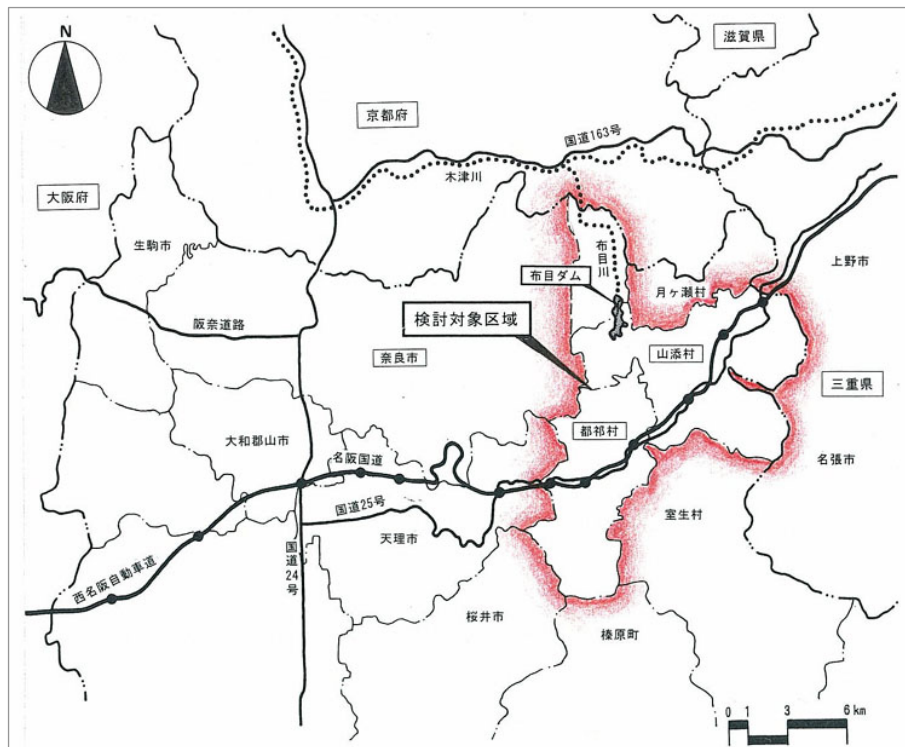 N
滋賀県
京都府
国道163号
木津川
大阪府
生駒市
布目川
上野市
布目ダム
月ヶ瀬村
検討対象区域
阪奈道路
山添村
奈良市
三重県
都祁村
大和郡山市
名張市
名阪国道
国道25号
室生村
天理市
国道24号
西名阪自動車道
桜井市
榛原町
0 1 3 6km